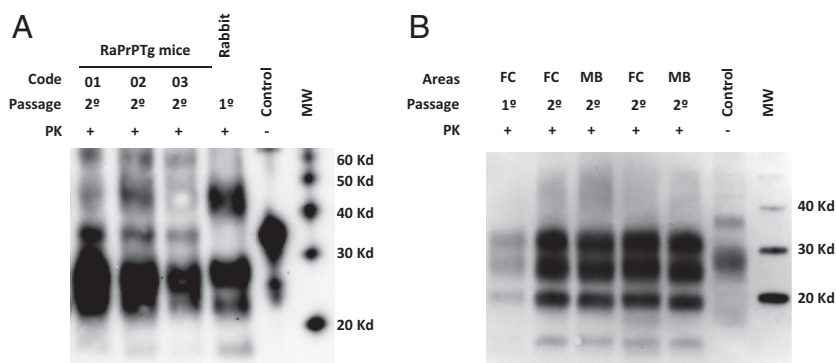 A
RaPrPTg mice
Rabbit
Control
MW
Code 01 02 03
Passage 2º 2º 2º 1º
PK + + + + -
60 Kd
50 Kd
40 Kd
30 Kd
20 Kd
B
Control
MW
Areas FC FC MB FC MB
Passage 1º 2º 2º 2º 2º
PK + + + + + -
40 Kd
30 Kd
20 Kd